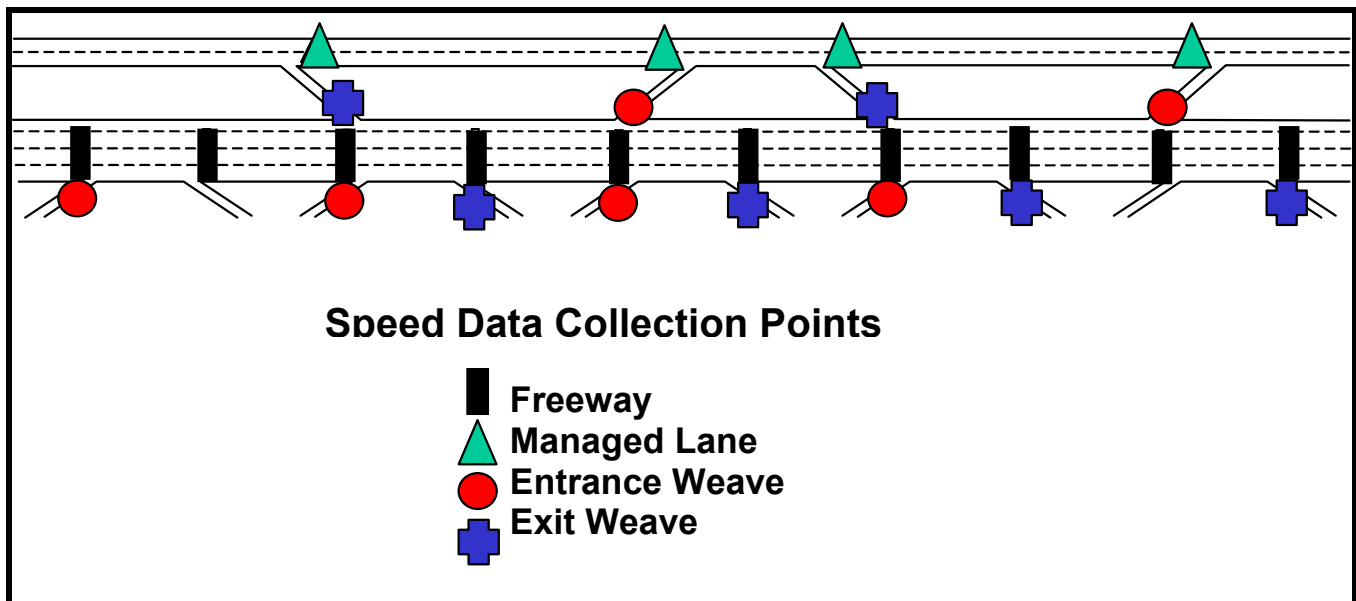 Speed Data Collection Points
Freeway
Managed Lane
Entrance Weave
Exit Weave